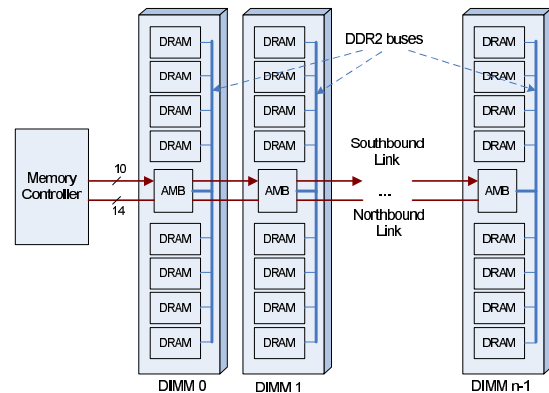 DDR2 buses
DRAM
DRAM
DRAM
DRAM
AMB
DRAM
DRAM
DRAM
DRAM
DIMM 0
DRAM
DRAM
DRAM
DRAM
AMB
DRAM
DRAM
DRAM
DRAM
DIMM 1
DRAM
DRAM
DRAM
DRAM
AMB
DRAM
DRAM
DRAM
DRAM
DIMM n-1
Memory
Controller
10
14
Southbound
Link
...
Northbound
Link